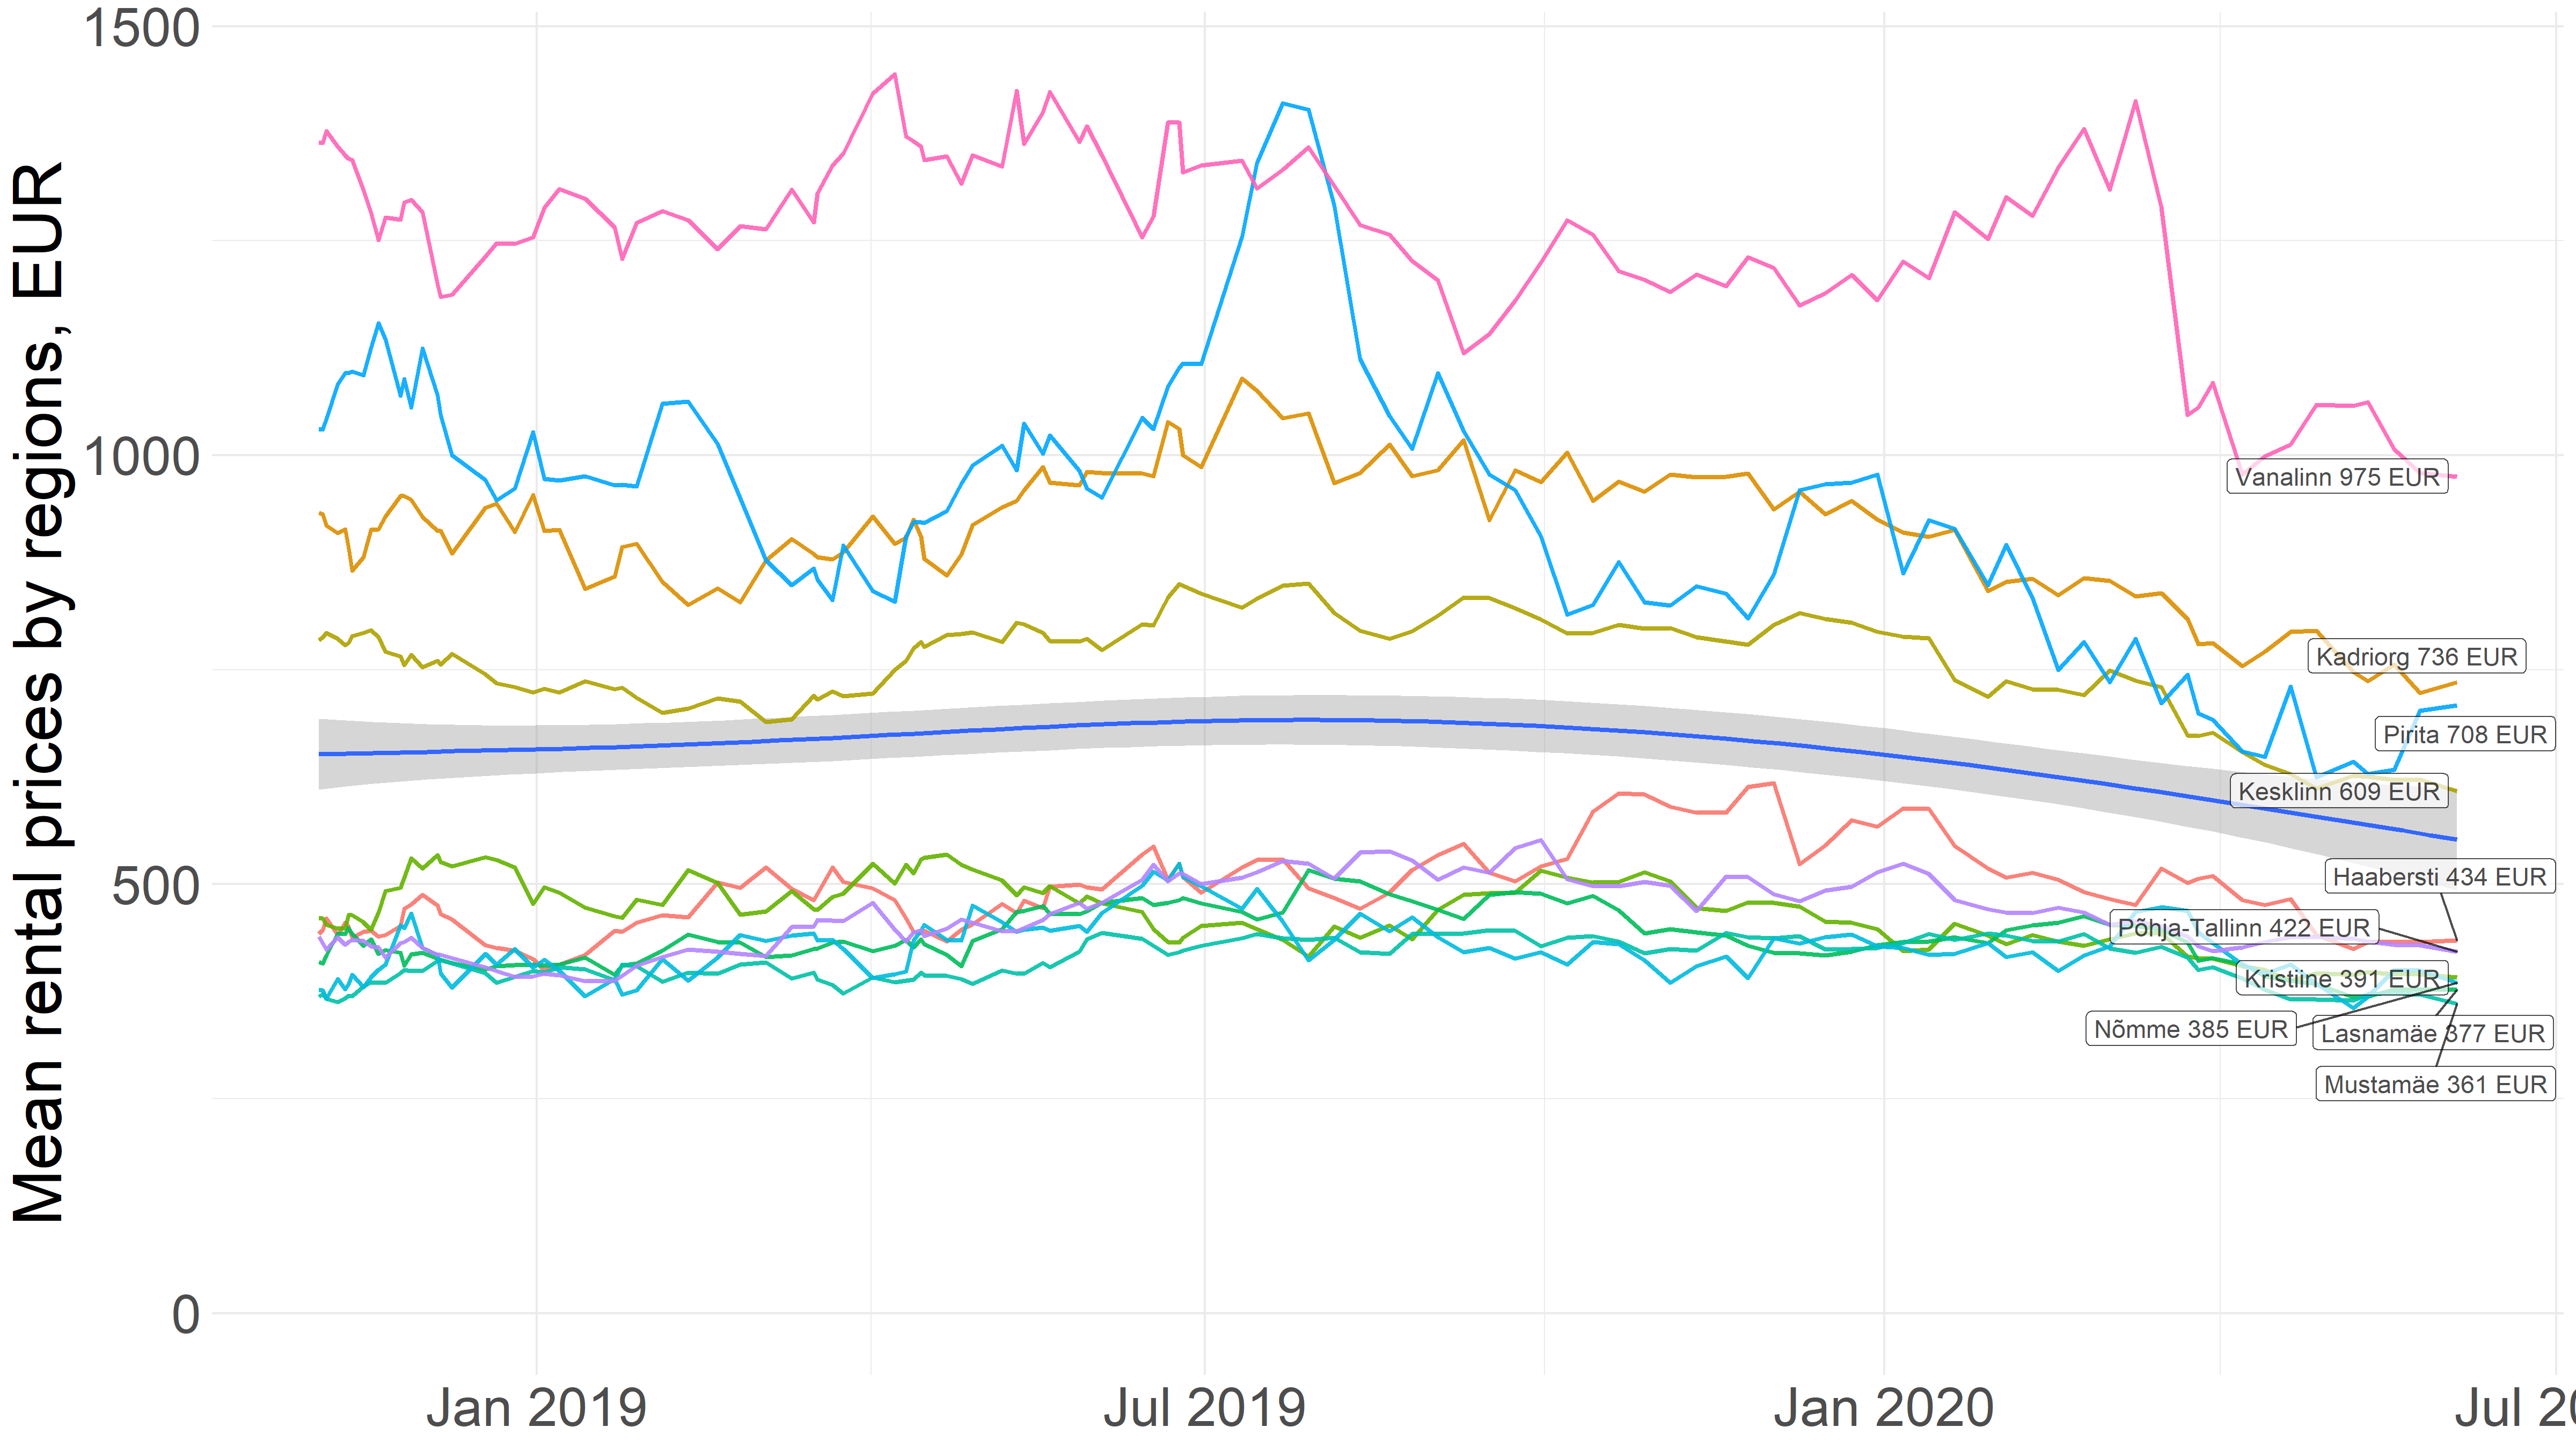 Mean rental prices by regions, EUR
1500
1000
500
0
Vanalinn 975 EUR
Kadriorg 736 EUR
Pirita 708 EUR
Kesklinn 609 EUR
Haabersti 434 EUR
Põhja-Tallinn 422 EUR
Kristiine 391 EUR
Nõmme 385 EUR
Lasnamäe 377 EUR
Mustamäe 361 EUR
Jan 2019
Jul 2019
Jan 2020
Jul 20